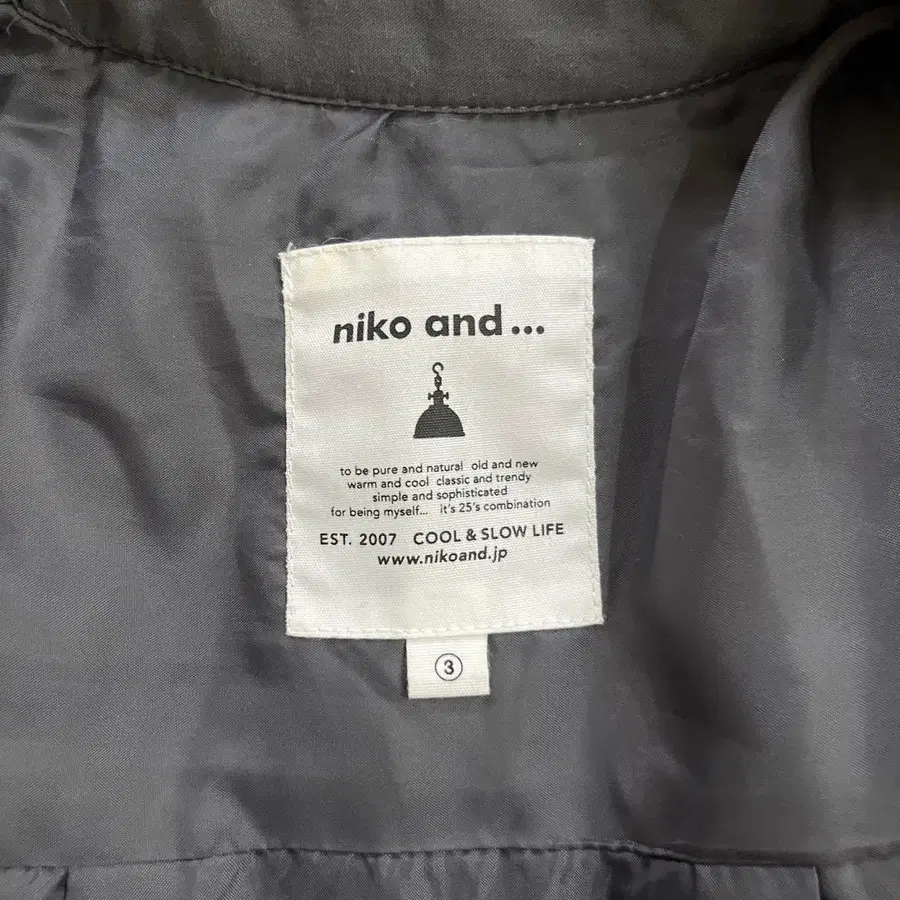 niko and...
to be pure and natural old and new
warm and cool classic and trendy
simple and sophisticated
for being myself... it's 25's combination
EST. 2007 COOL & SLOW LIFE
www.nikoand.jp
③